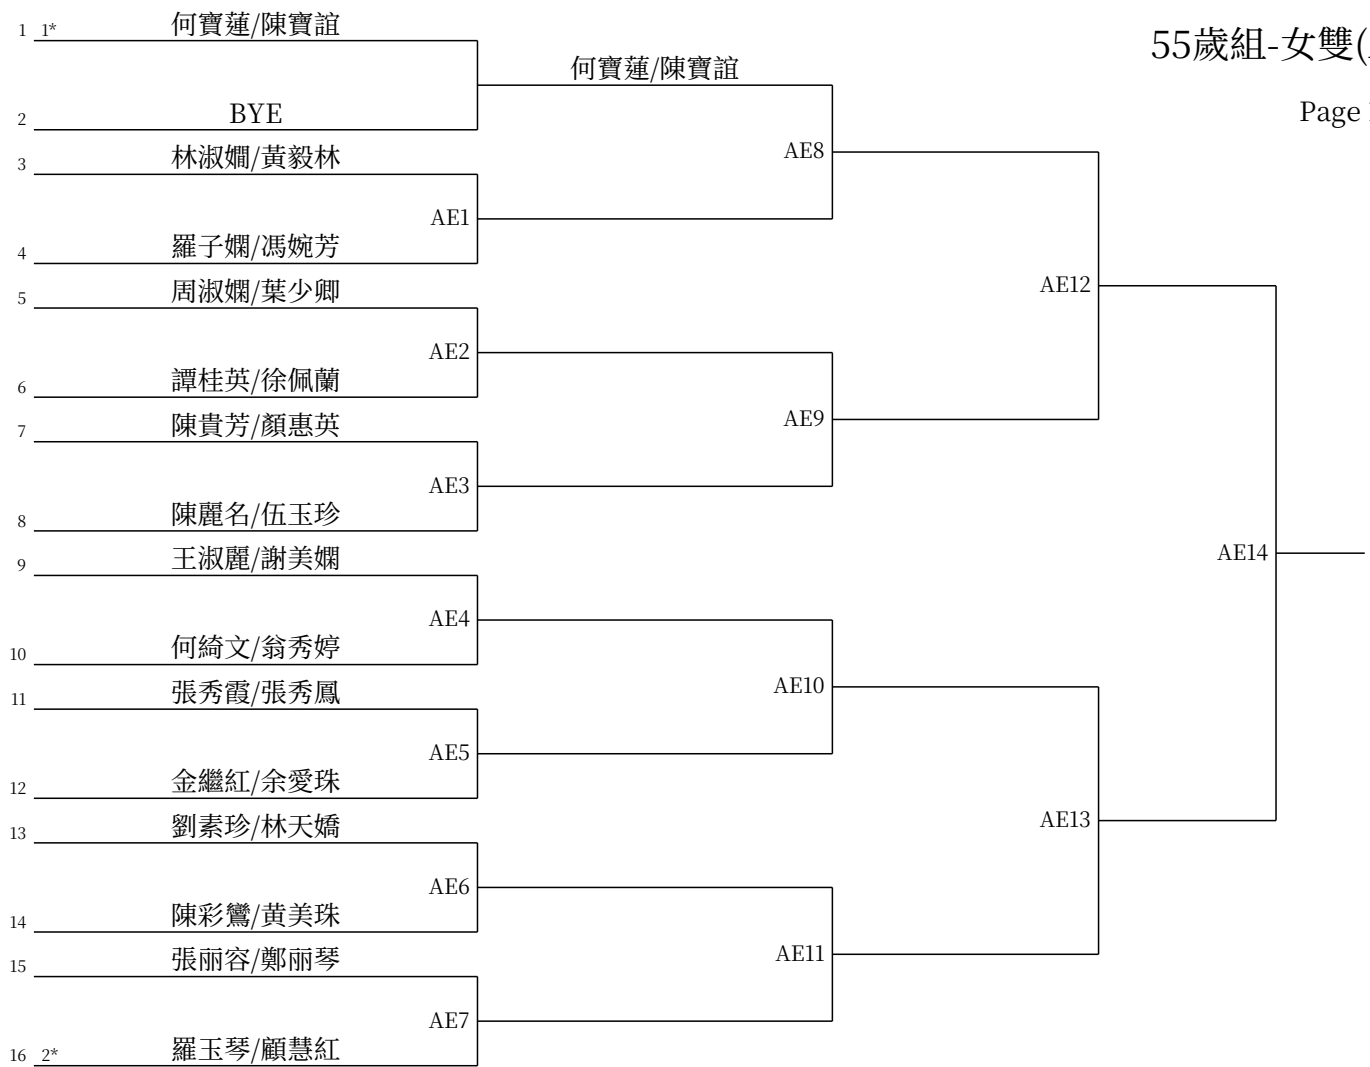 55歲組-女雙(
Page
1 1* 何寶蓮/陳寶誼
何寶蓮/陳寶誼
2 BYE
3 林淑嫺/黃毅林
AE8
AE1
4 羅子嫻/馮婉芳
5 周淑嫻/葉少卿
AE12
AE2
6 譚桂英/徐佩蘭
7 陳貴芳/顏惠英
AE9
AE3
8 陳麗名/伍玉珍
9 王淑麗/謝美嫻
AE14
AE4
10 何綺文/翁秀婷
11 張秀霞/張秀鳳
AE10
AE5
12 金繼紅/余愛珠
13 劉素珍/林天嬌
AE13
AE6
14 陳彩鸞/黄美珠
15 張丽容/鄭丽琴
AE11
AE7
16 2* 羅玉琴/顧慧紅